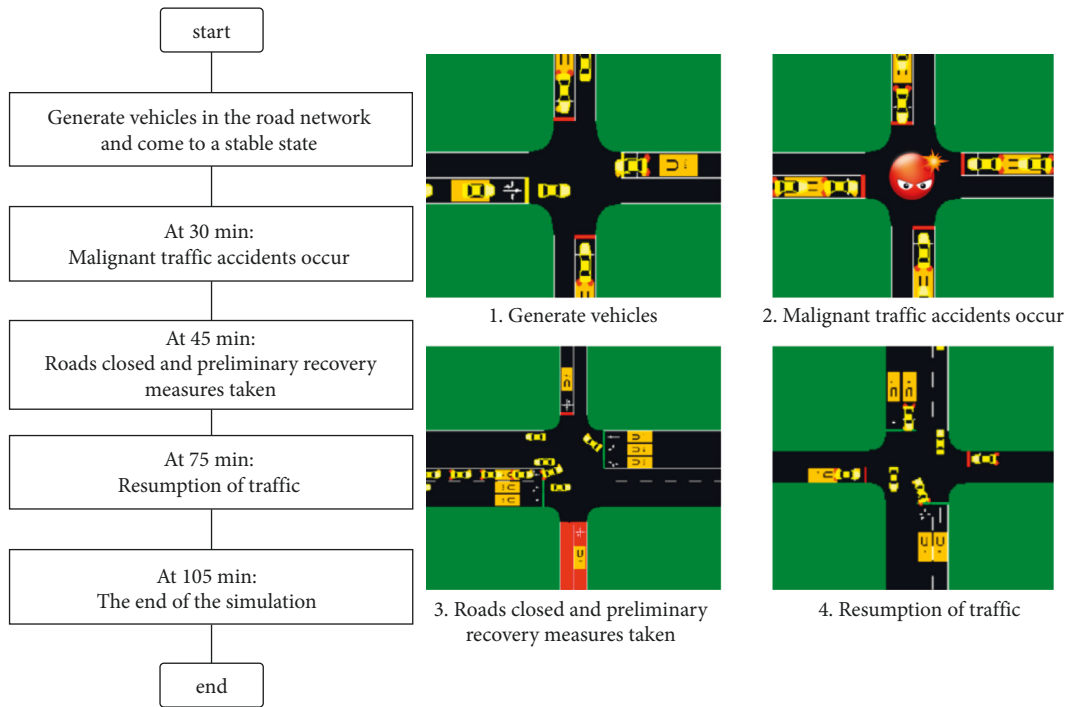 start
Generate vehicles in the road network
and come to a stable state
At 30 min:
Malignant traffic accidents occur
At 45 min:
Roads closed and preliminary recovery
measures taken
At 75 min:
Resumption of traffic
At 105 min:
The end of the simulation
end
1. Generate vehicles
2. Malignant traffic accidents occur
3. Roads closed and preliminary
recovery measures taken
4. Resumption of traffic